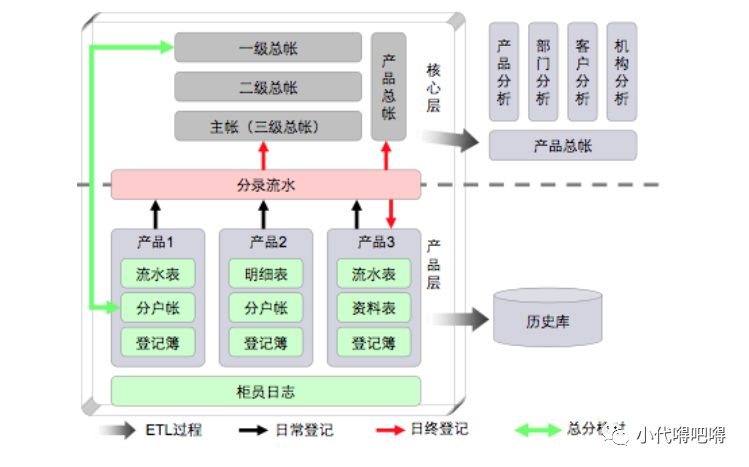 一级总帐
二级总帐
主帐（三级总帐）
产品总帐
核心层
产品分析
部门分析
客户分析
机构分析
产品总帐
分录流水
产品1
流水表
分户帐
登记簿
产品2
明细表
分户帐
登记簿
产品3
流水表
资料表
登记簿
产品层
历史库
柜员日志
ETL过程
日常登记
日终登记
总分核对
小代嘚吧嘚